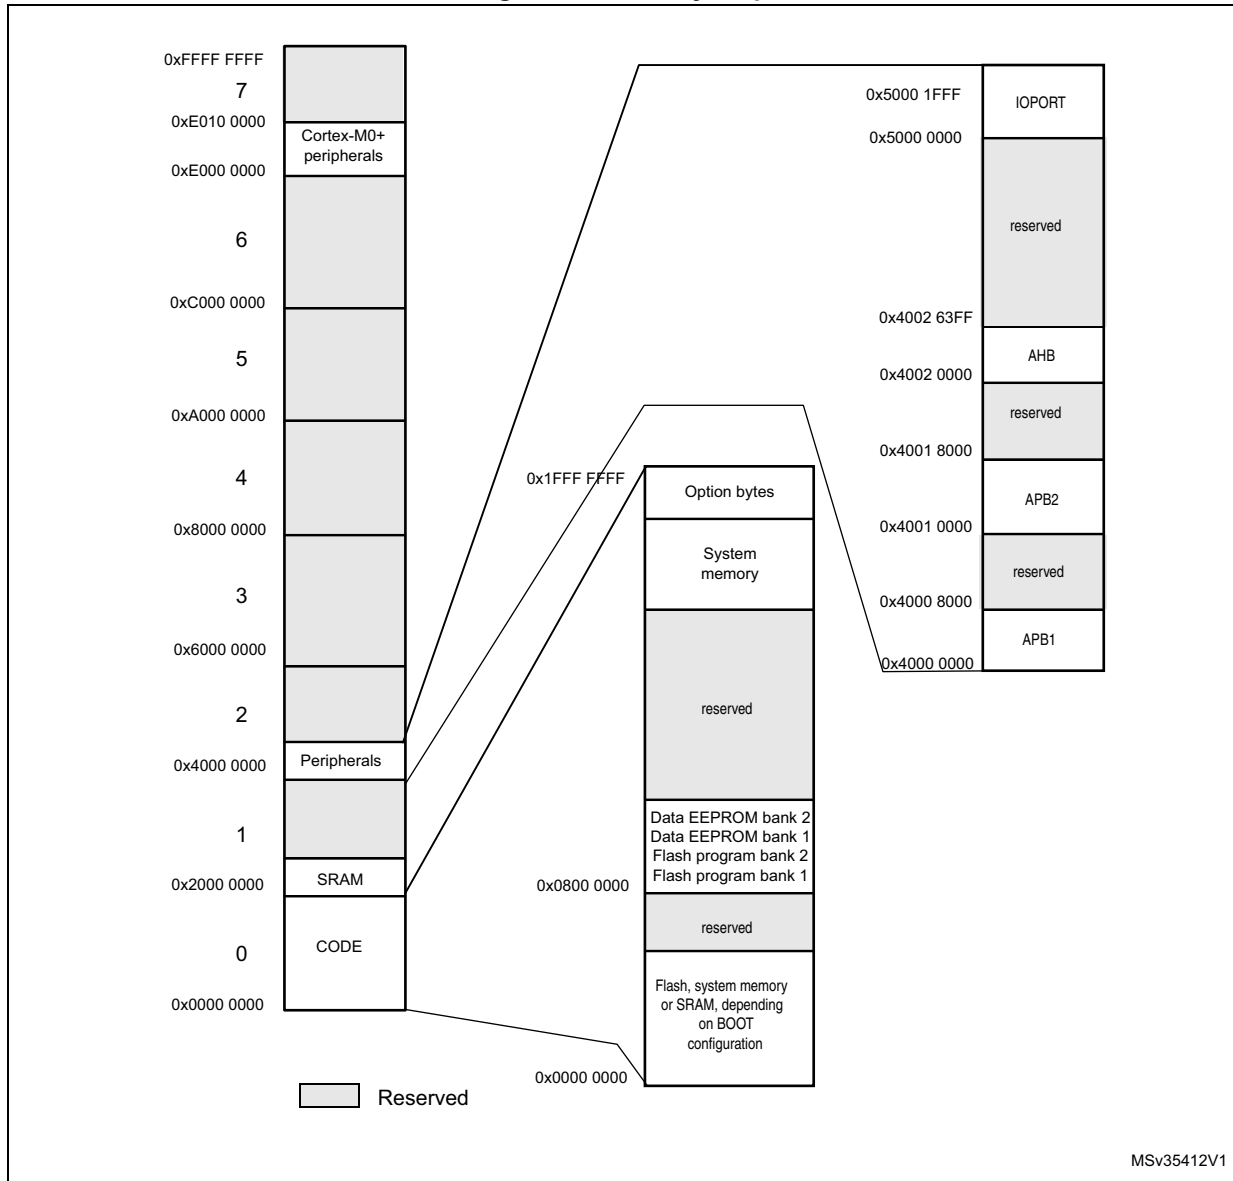 0xFFFF FFFF
7
0xE010 0000
Cortex-M0+
peripherals
0xE000 0000
6
0xC000 0000
5
0xA000 0000
4
0x8000 0000
3
0x6000 0000
2
Peripherals
0x4000 0000
1
SRAM
0x2000 0000
CODE
0
0x0000 0000
0x1FFF FFFF
Option bytes
System
memory
reserved
Data EEPROM bank 2
Data EEPROM bank 1
Flash program bank 2
Flash program bank 1
0x0800 0000
reserved
Flash, system memory
or SRAM, depending
on BOOT
configuration
0x0000 0000
0x5000 1FFF
IOPORT
0x5000 0000
reserved
0x4002 63FF
AHB
0x4002 0000
reserved
0x4001 8000
APB2
0x4001 0000
reserved
0x4000 8000
APB1
0x4000 0000
Reserved
MSv35412V1